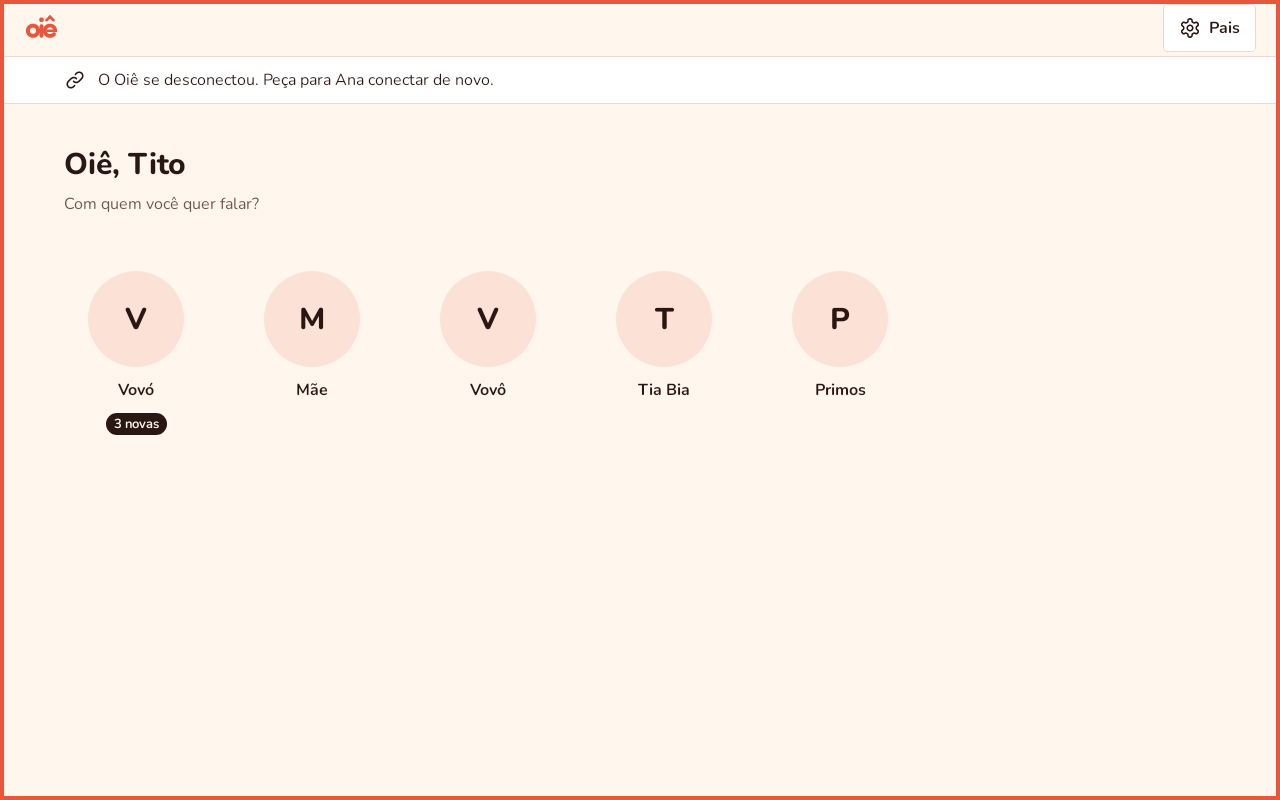 oiê
Pais
O Oiê se desconectou. Peça para Ana conectar de novo.
Oiê, Tito
Com quem você quer falar?
V
M
V
T
P
Vovó
Mãe
Vovô
Tia Bia
Primos
3 novas